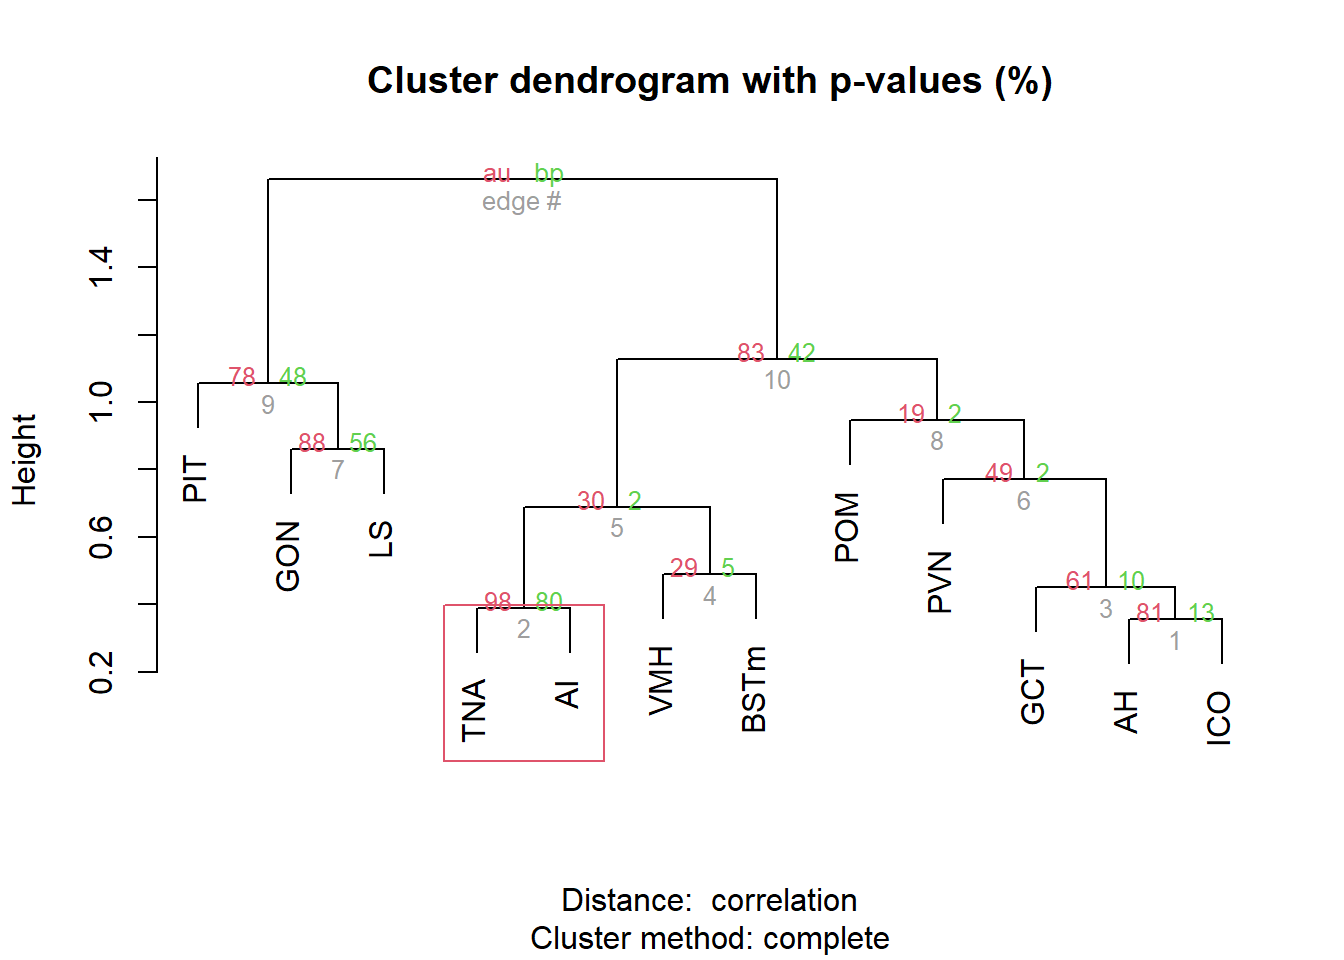 Cluster dendrogram with p-values (%)
Height
0.2 0.6 1.0 1.4
au bp
edge #
83 42
10
78 48
9
19 2
8
88 56
7
49 2
6
30 2
5
29 5
4
61 10
3
98 80
2
81 13
1
PIT
GON
LS
TNA
AI
VMH
BSTm
POM
PVN
GCT
AH
ICO
Distance: correlation
Cluster method: complete